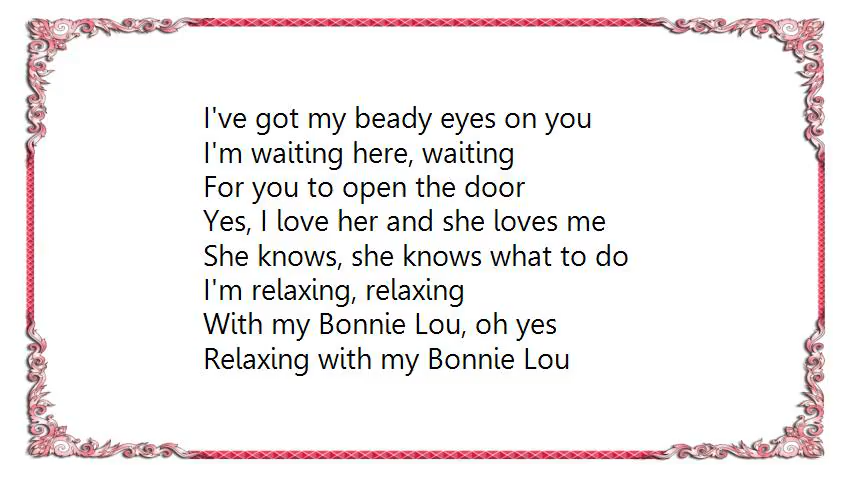 I've got my beady eyes on you
I'm waiting here, waiting
For you to open the door
Yes, I love her and she loves me
She knows, she knows what to do
I'm relaxing, relaxing
With my Bonnie Lou, oh yes
Relaxing with my Bonnie Lou